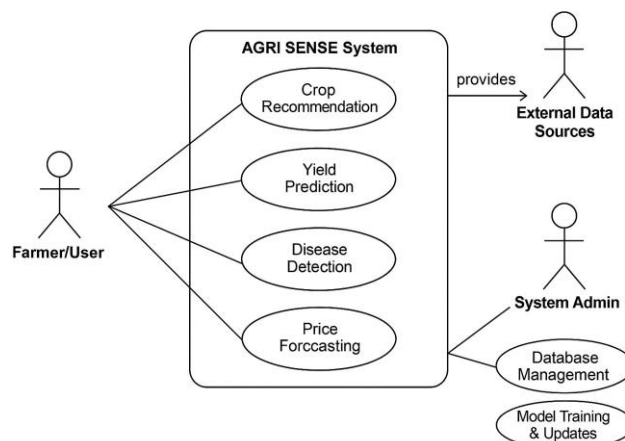 AGRI SENSE System
Crop
Recommendation
Yield
Prediction
Disease
Detection
Price
Forccasting
Farmer/User
provides
External Data
Sources
System Admin
Database
Management
Model Training
& Updates